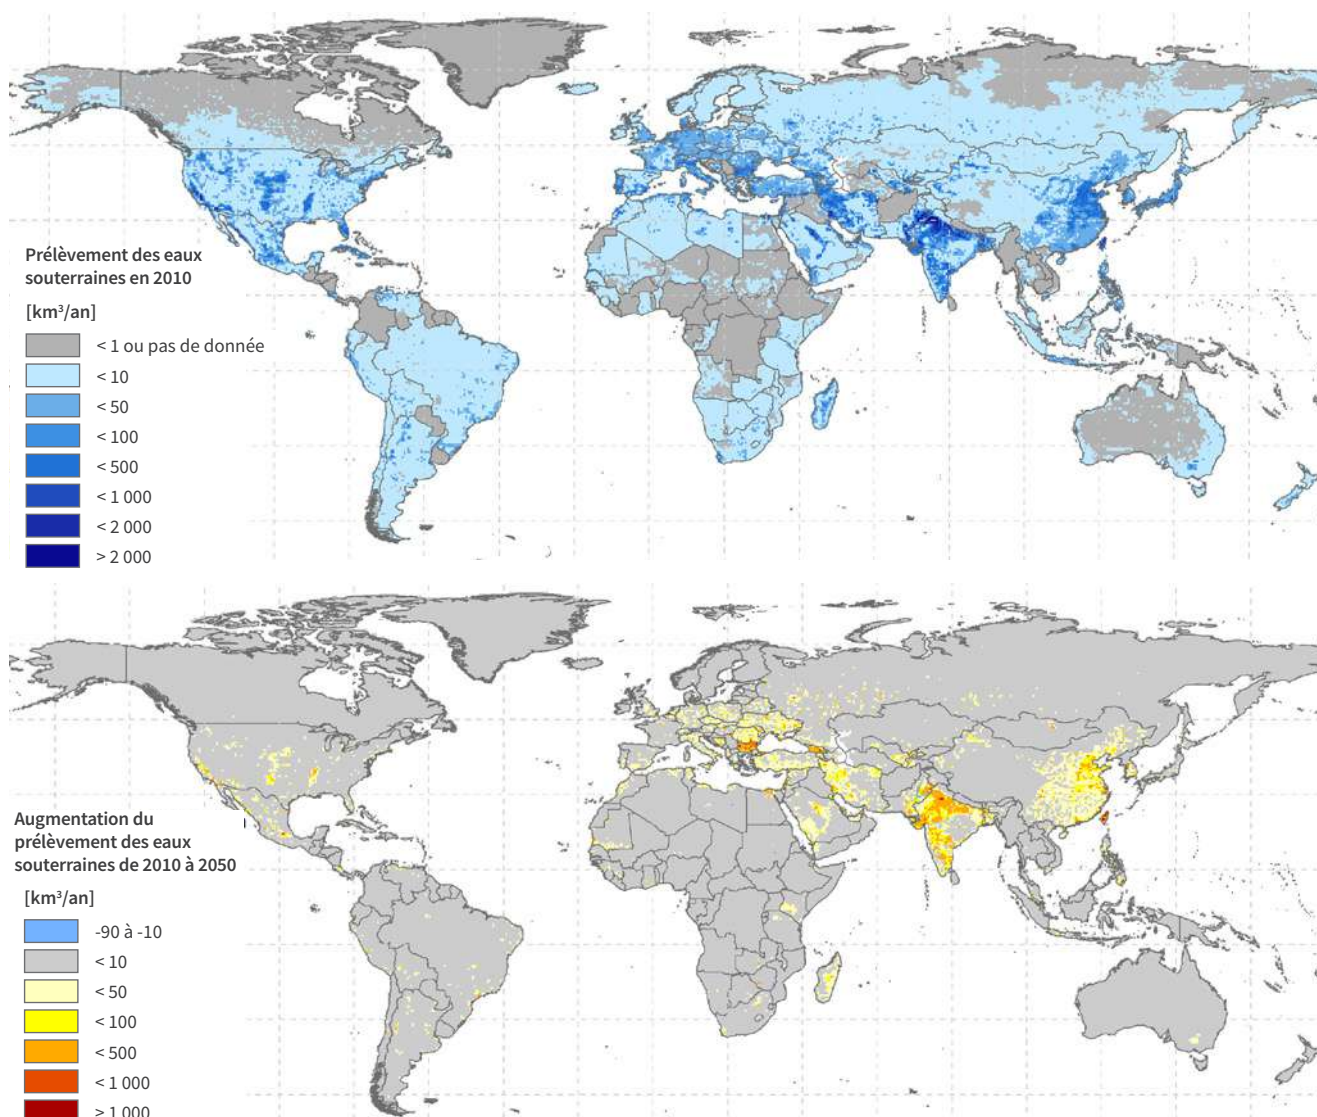 Prélèvement des eaux
souterraines en 2010
[km³/an]
< 1 ou pas de donnée
< 10
< 50
< 100
< 500
< 1 000
< 2 000
> 2 000
Augmentation du
prélèvement des eaux
souterraines de 2010 à 2050
[km³/an]
-90 à -10
< 10
< 50
< 100
< 500
< 1 000
> 1 000